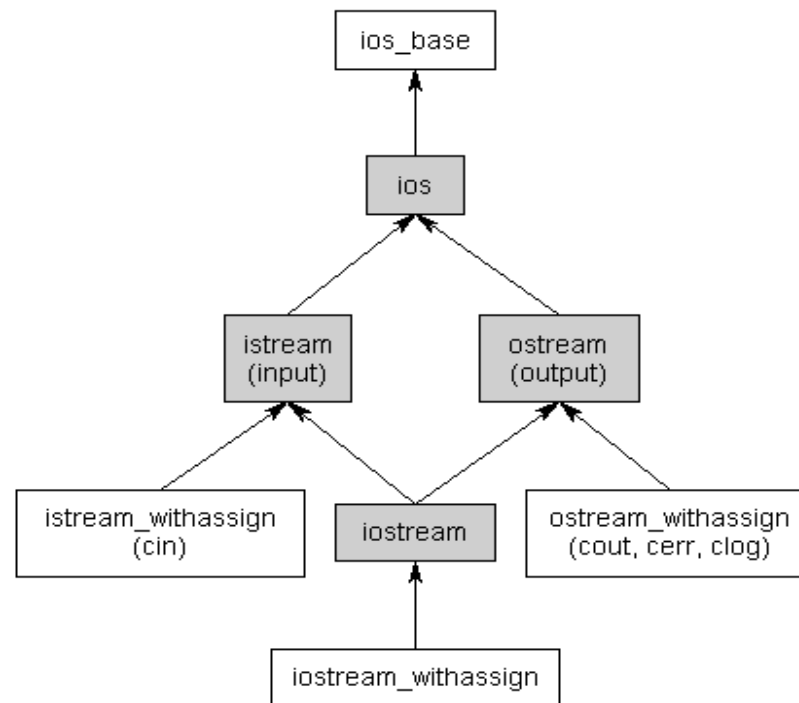 ios_base
ios
istream
(input)
ostream
(output)
istream_withassign
(cin)
iostream
ostream_withassign
(cout, cerr, clog)
iostream_withassign